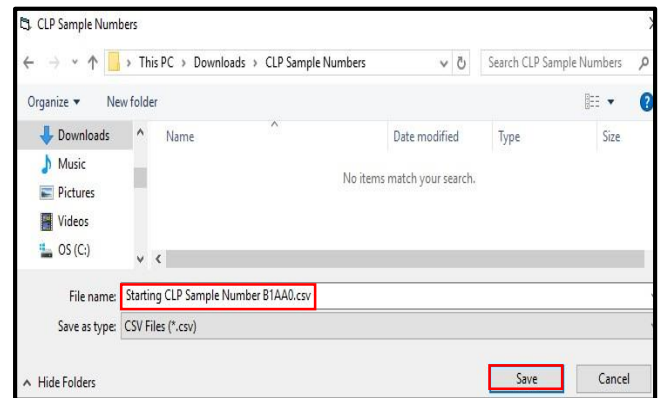 CLP Sample Numbers
This PC > Downloads > CLP Sample Numbers Search CLP Sample Numbers
Organize New folder
Downloads Name Date modified Type Size
Music
No items match your search.
Pictures
Videos
OS (C:)
File name: Starting CLP Sample Number B1AA0.csv
Save as type: CSV Files (*.csv)
Hide Folders Save Cancel